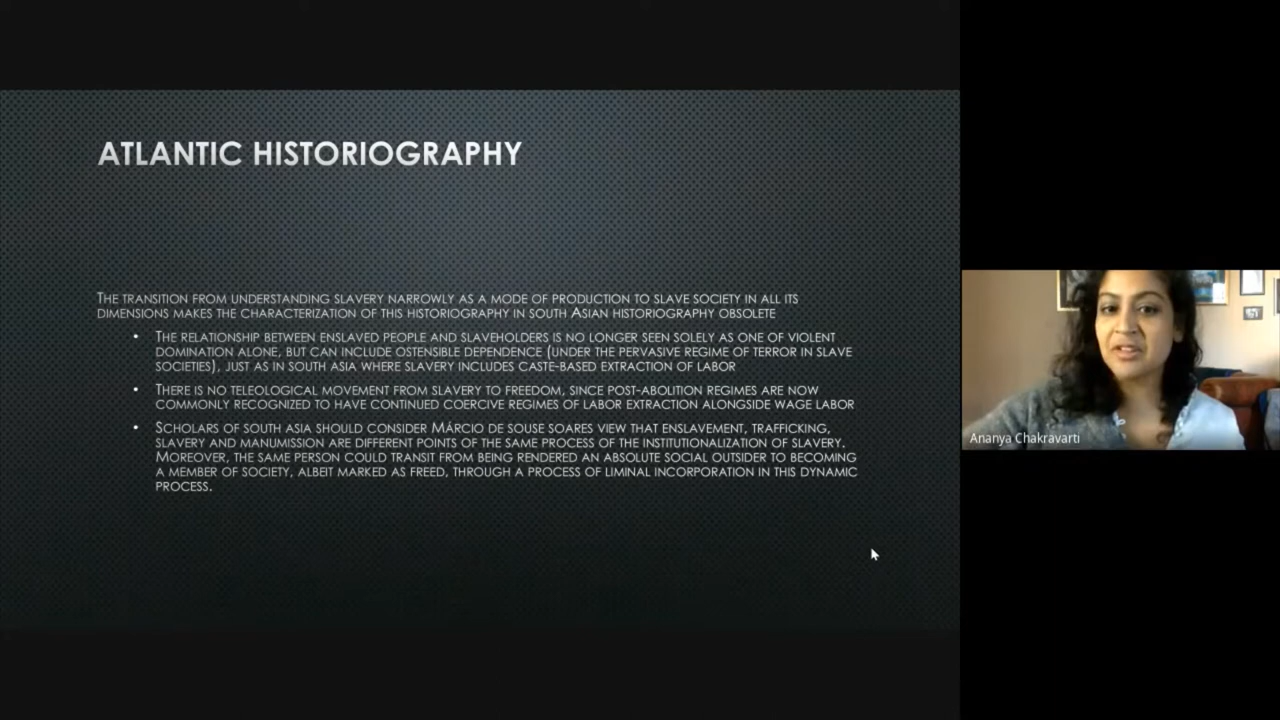 ATLANTIC HISTORIOGRAPHY
THE TRANSITION FROM UNDERSTANDING SLAVERY NARROWLY AS A MODE OF PRODUCTION TO SLAVE SOCIETY IN ALL ITS
DIMENSIONS MAKES THE CHARACTERIZATION OF THIS HISTORIOGRAPHY IN SOUTH ASIAN HISTORIOGRAPHY OBSOLETE
• THE RELATIONSHIP BETWEEN ENSLAVED PEOPLE AND SLAVEHOLDERS IS NO LONGER SEEN SOLELY AS ONE OF VIOLENT
DOMINATION ALONE, BUT CAN INCLUDE OSTENSIBLE DEPENDENCE (UNDER THE PERVASIVE REGIME OF TERROR IN SLAVE
SOCIETIES), JUST AS IN SOUTH ASIA WHERE SLAVERY INCLUDES CASTE-BASED EXTRACTION OF LABOR
• THERE IS NO TELEOLOGICAL MOVEMENT FROM SLAVERY TO FREEDOM, SINCE POST-ABOLITION REGIMES ARE NOW
COMMONLY RECOGNIZED TO HAVE CONTINUED COERCIVE REGIMES OF LABOR EXTRACTION ALONGSIDE WAGE LABOR
• SCHOLARS OF SOUTH ASIA SHOULD CONSIDER MÁRCIO DE SOUSE SOARES VIEW THAT ENSLAVEMENT, TRAFFICKING,
SLAVERY AND MANUMISSION ARE DIFFERENT POINTS OF THE SAME PROCESS OF THE INSTITUTIONALIZATION OF SLAVERY.
MOREOVER, THE SAME PERSON COULD TRANSIT FROM BEING RENDERED AN ABSOLUTE SOCIAL OUTSIDER TO BECOMING
A MEMBER OF SOCIETY, ALBEIT MARKED AS FREED, THROUGH A PROCESS OF LIMINAL INCORPORATION IN THIS DYNAMIC
PROCESS.
Ananya Chakravarti